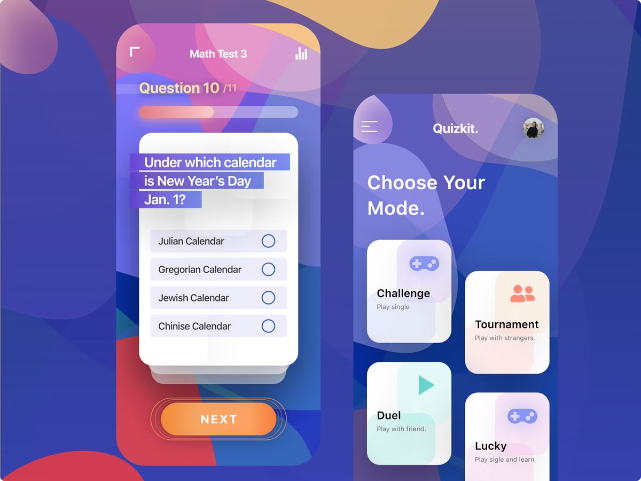 Math Test 3
Question 10 /11
Under which calendar
is New Year's Day
Jan. 1?
Julian Calendar
Gregorian Calendar
Jewish Calendar
Chinise Calendar
NEXT
Quizkit.
Choose Your
Mode.
Challenge
Play single
Tournament
Play with strangers.
Duel
Play with friend.
Lucky
Play sigle and learn